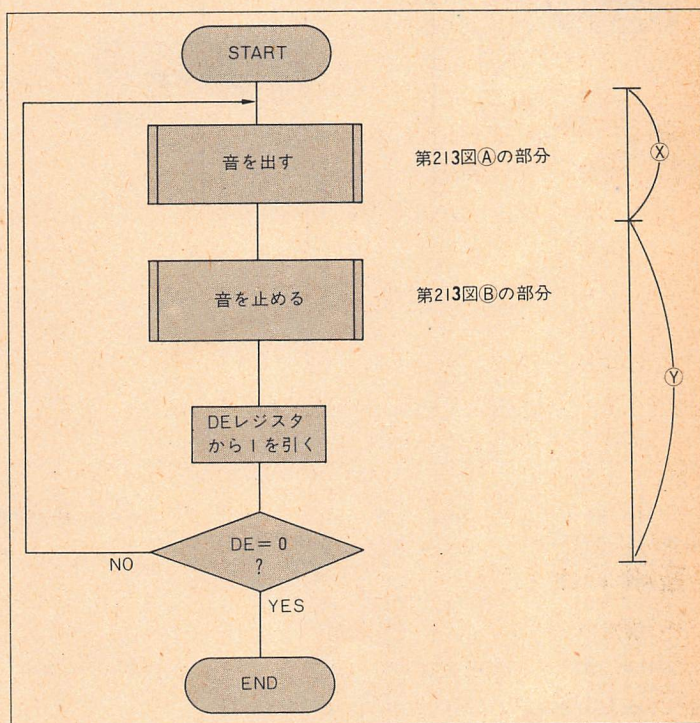 START
音を出す
第213図Ⓐの部分
Ⓧ
音を止める
第213図Ⓑの部分
Ⓨ
DEレジスタ
から1を引く
DE=0
?
NO
YES
END